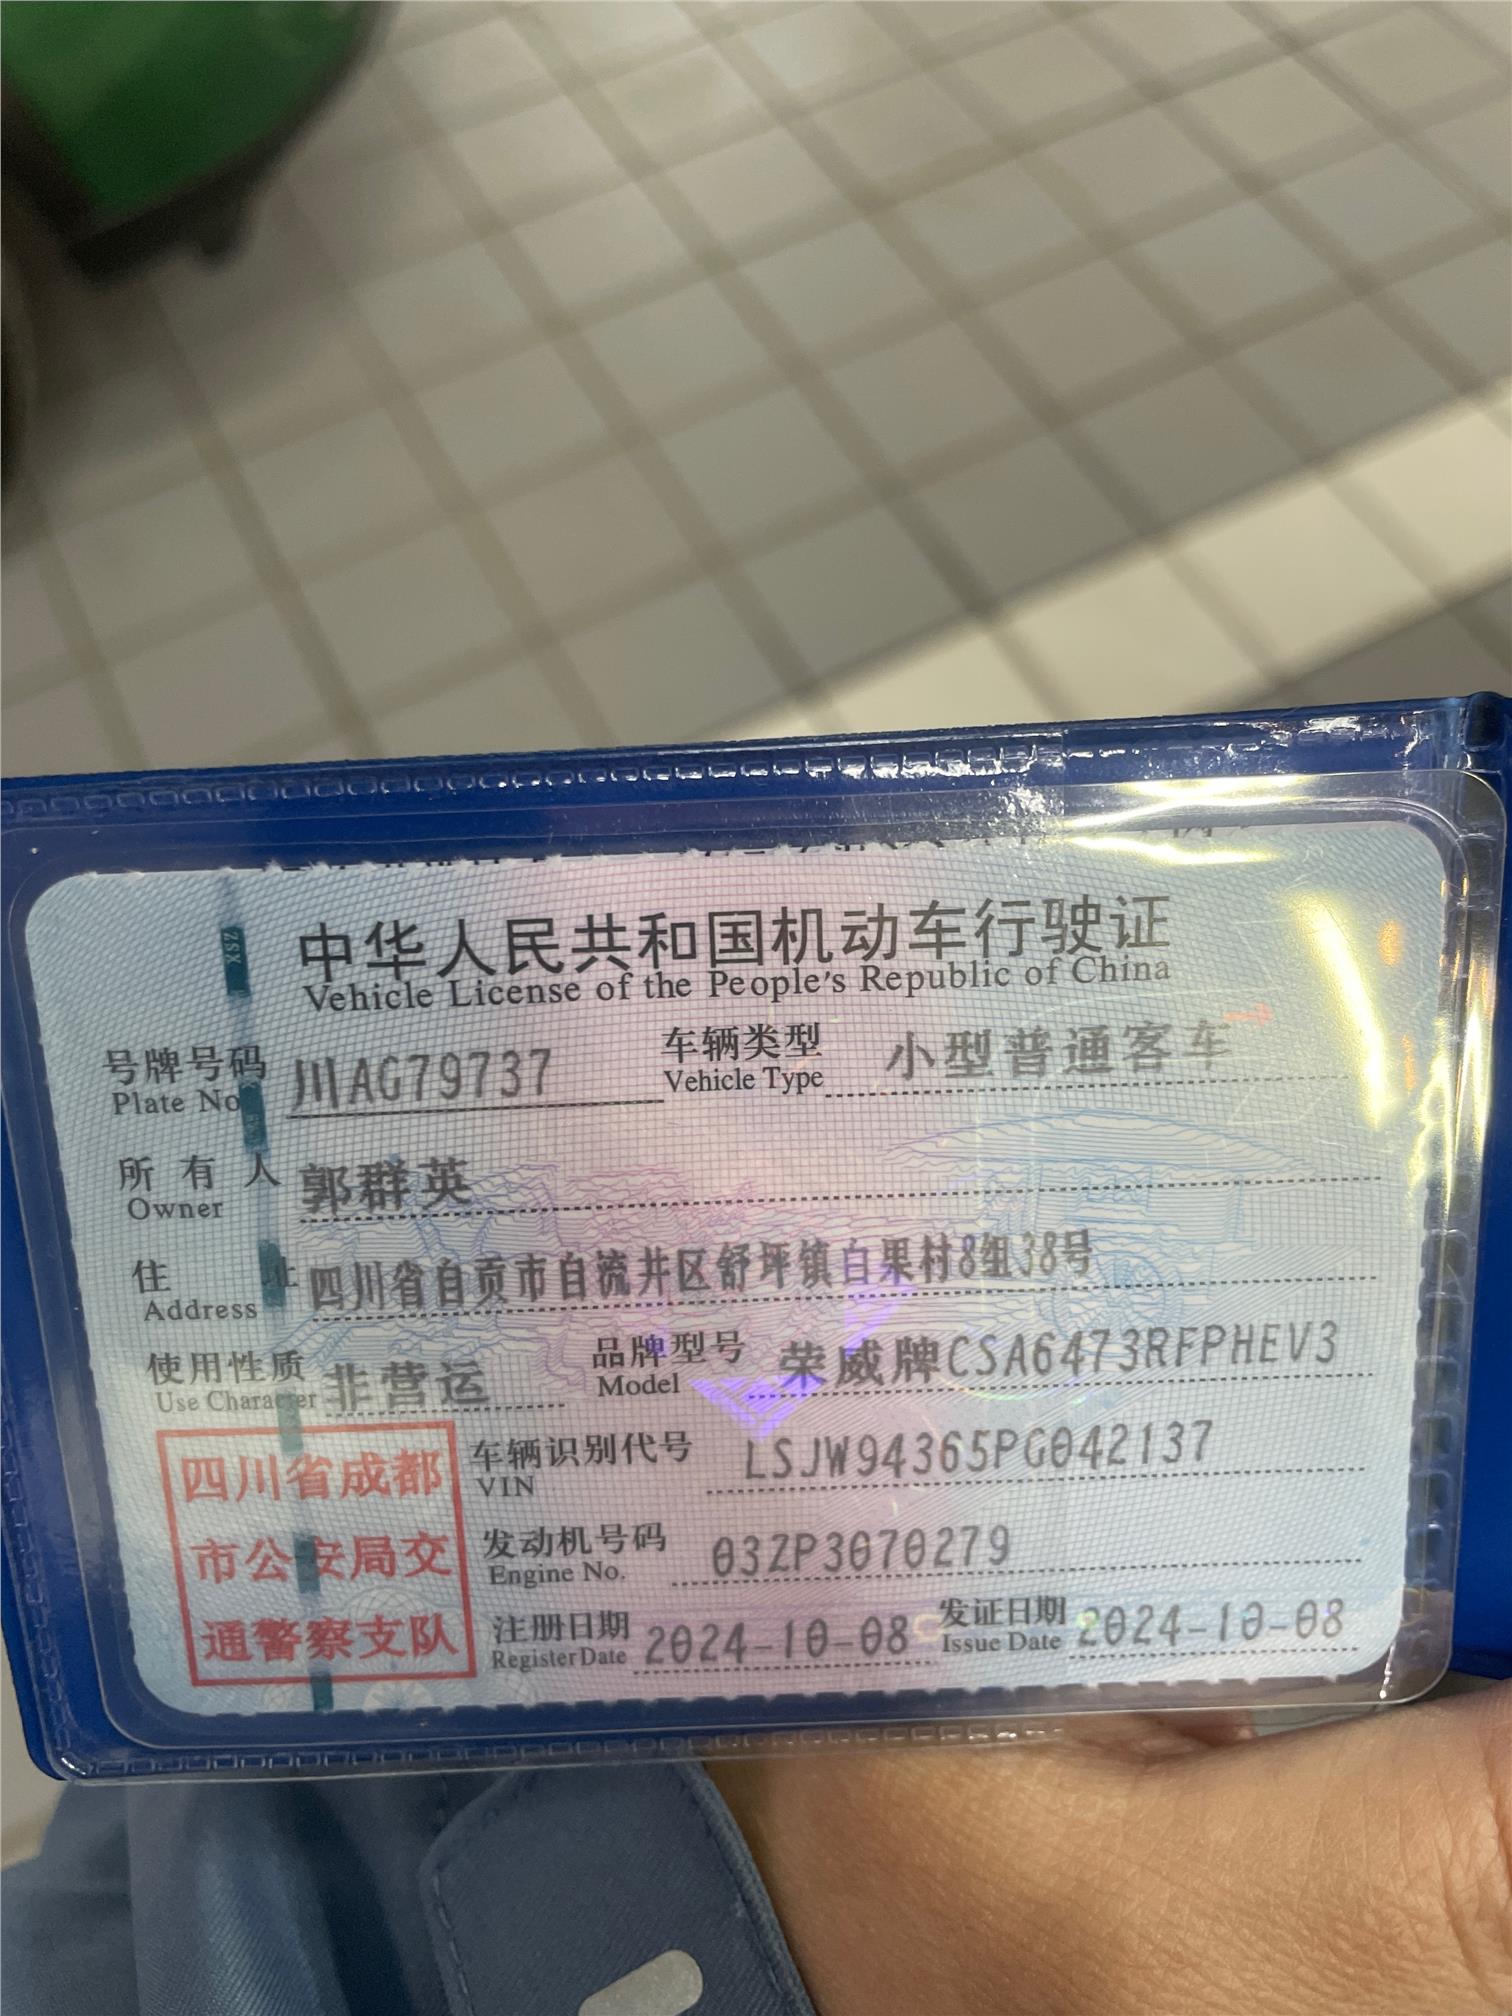 中华人民共和国机动车行驶证
Vehicle License of the People's Republic of China
号牌号码 川AG79737 车辆类型 小型普通客车
Plate No. Vehicle Type
所有人 郭群英
Owner
住址 四川省自贡市自流井区舒坪镇白果村8组38号
Address
使用性质 非营运 品牌型号 荣威牌CSA6473RFPHEV3
Use Character Model
四川省成都
市公安局交
通警察支队
车辆识别代号 LSJW94365PG042137
VIN
发动机号码 03ZP3070279
Engine No.
注册日期 2024-10-08 发证日期 2024-10-08
Register Date Issue Date